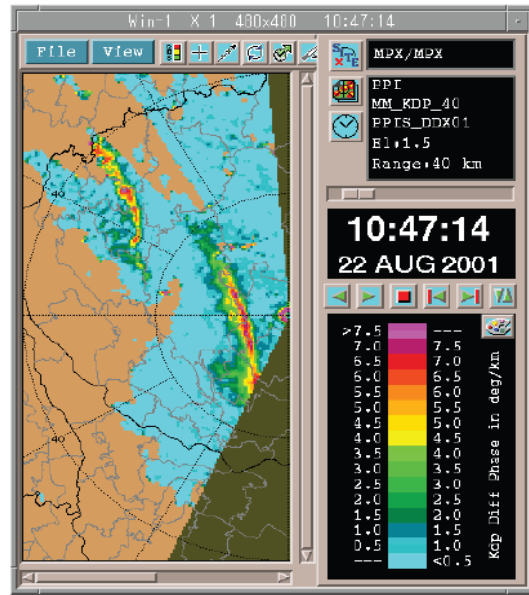 Win-1 X 1 480x480 10:47:14
File View
SITE
MPX/MPX
PPI
MM_KDP_40
PPIS_DDX01
El:1.5
Range:40 km
10:47:14
22 AUG 2001
40
40
>7.5 ---
7.0 7.5
6.5 7.0
6.0 6.5
5.5 6.0
5.0 5.5
4.5 5.0
4.0 4.5
3.5 4.0
3.0 3.5
2.5 3.0
2.0 2.5
1.5 2.0
1.0 1.5
0.5 1.0
--- <0.5
Kdp Diff Phase in deg/km